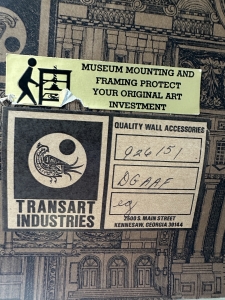 MUSEUM MOUNTING AND
FRAMING PROTECT
YOUR ORIGINAL ART
INVESTMENT
QUALITY WALL ACCESSORIES
TRANSART
INDUSTRIES
2500 S. MAIN STREET
KENNESAW, GEORGIA 30144